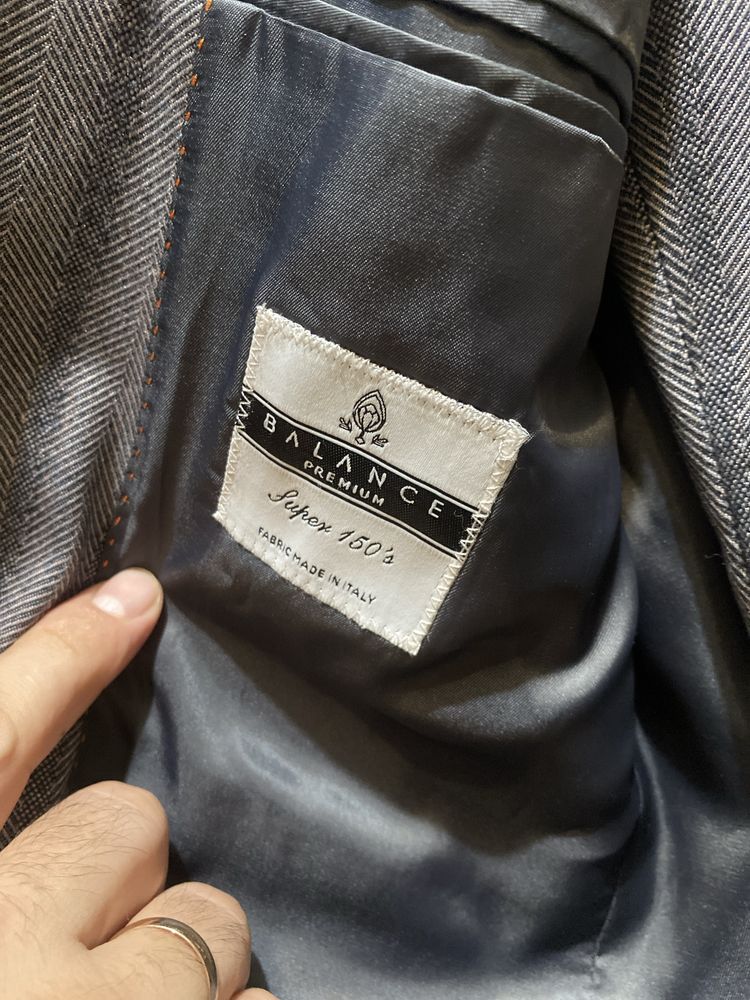 BALANCE
PREMIUM
Super 150's
FABRIC MADE IN ITALY